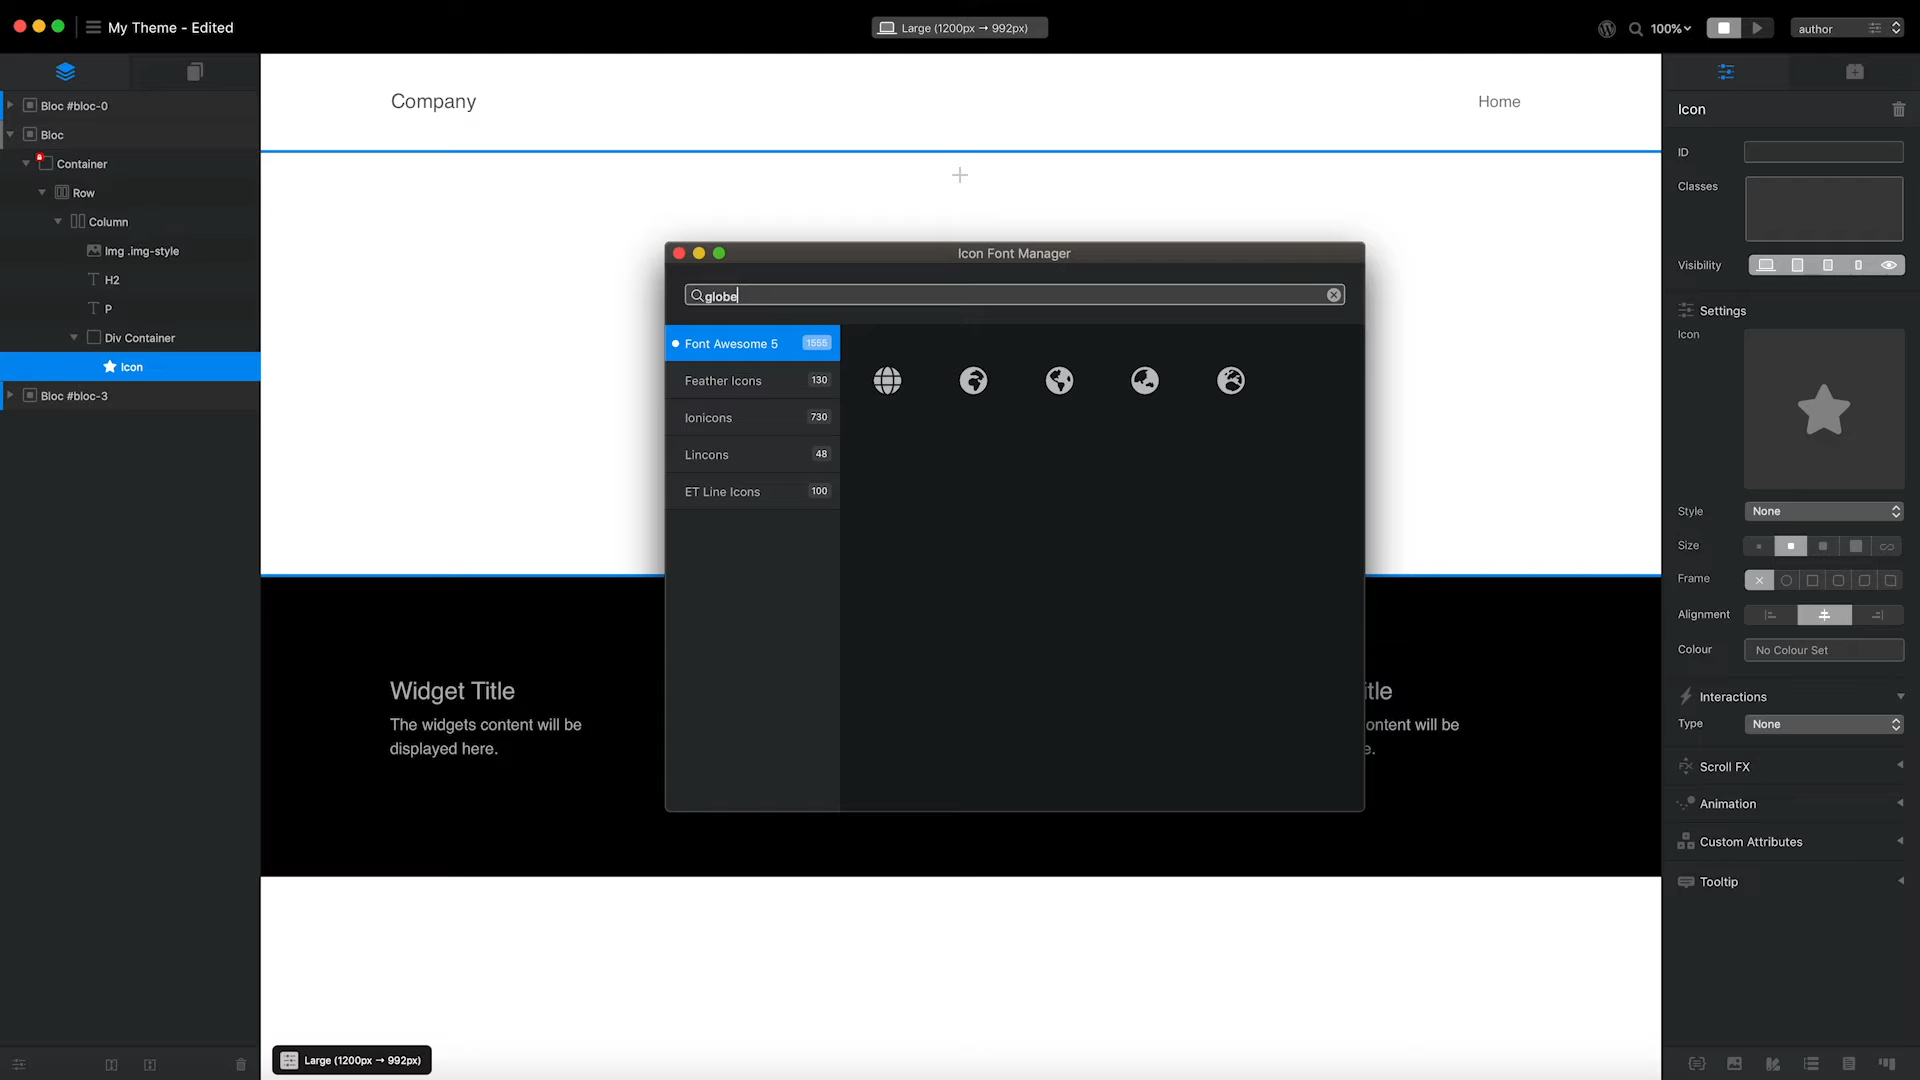 My Theme - Edited
Large (1200px → 992px)
100%
author
Bloc #bloc-0
Bloc
Container
Row
Column
Img .img-style
H2
P
Div Container
Icon
Bloc #bloc-3
Company
Home
Icon Font Manager
globe
Font Awesome 5 1555
Feather Icons 130
Ionicons 730
Lincons 48
ET Line Icons 100
Widget Title
The widgets content will be
displayed here.
itle
ontent will be
e.
Large (1200px → 992px)
Icon
ID
Classes
Visibility
Settings
Icon
Style None
Size
Frame
Alignment
Colour No Colour Set
Interactions
Type None
Scroll FX
Animation
Custom Attributes
Tooltip